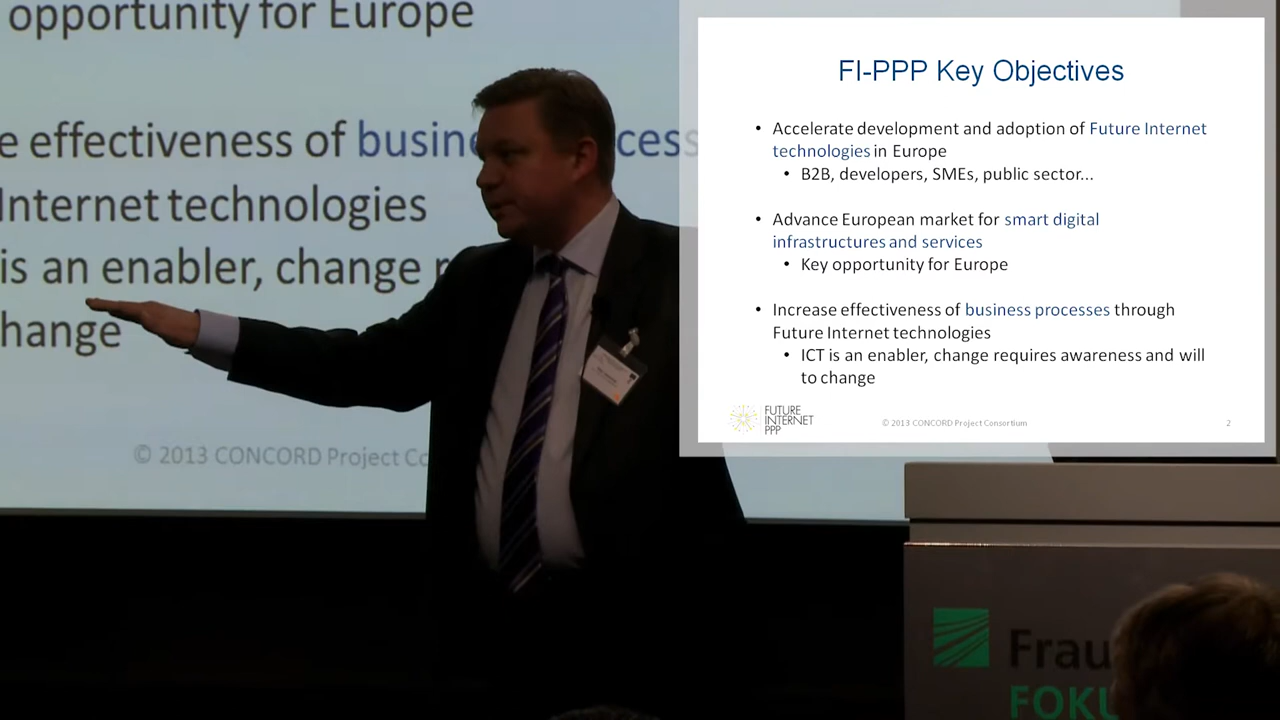 opportunity for Europe
effectiveness of
Internet technologies
is an enabler, change
© 2013 CONCORD Project
FI-PPP Key Objectives
• Accelerate development and adoption of Future Internet
technologies in Europe
• B2B, developers, SMEs, public sector...
• Advance European market for smart digital
infrastructures and services
• Key opportunity for Europe
• Increase effectiveness of business processes through
Future Internet technologies
• ICT is an enabler, change requires awareness and will
to change
FUTURE
INTERNET
PPP
© 2013 CONCORD Project Consortium
2
Frau
FOKU